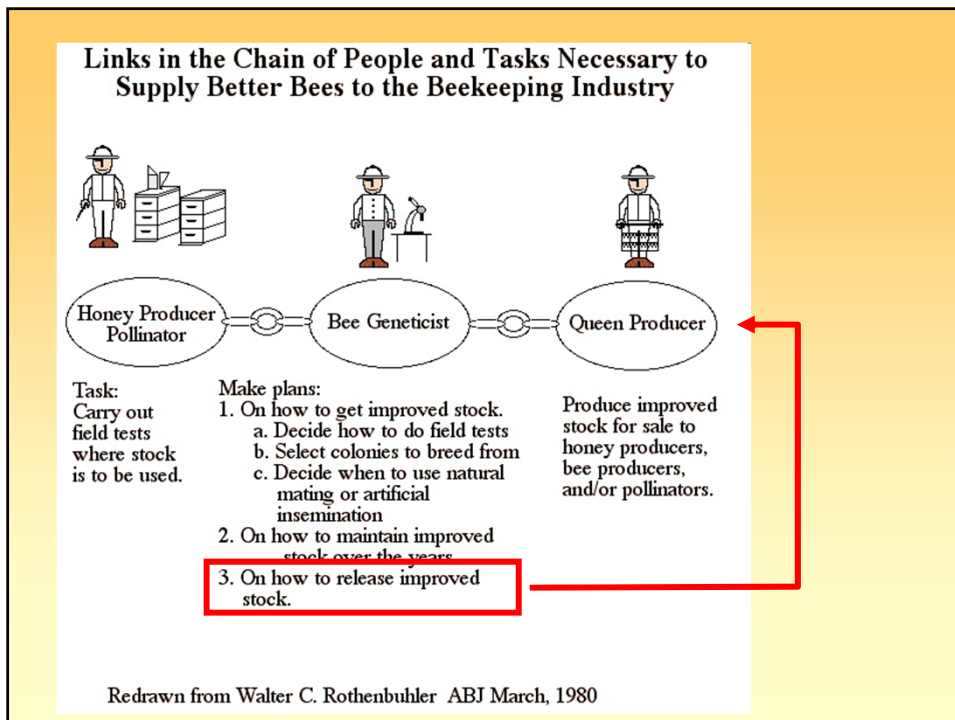 Links in the Chain of People and Tasks Necessary to
Supply Better Bees to the Beekeeping Industry
Honey Producer
Pollinator
Bee Geneticist
Queen Producer
Task:
Carry out
field tests
where stock
is to be used.
Make plans:
1. On how to get improved stock.
a. Decide how to do field tests
b. Select colonies to breed from
c. Decide when to use natural
mating or artificial
insemination
2. On how to maintain improved
stock over the years
3. On how to release improved
stock.
Produce improved
stock for sale to
honey producers,
bee producers,
and/or pollinators.
Redrawn from Walter C. Rothenbuhler ABJ March, 1980